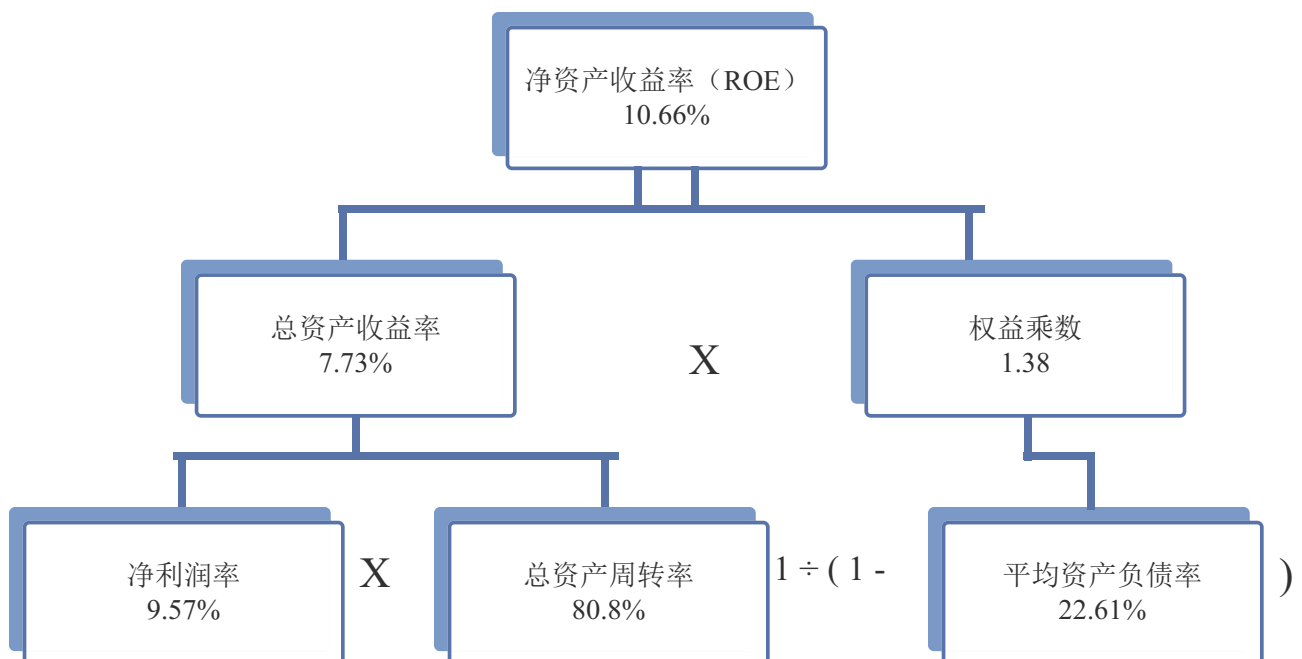 净资产收益率（ROE）
10.66%
总资产收益率
7.73%
X
权益乘数
1.38
净利润率
9.57%
X
总资产周转率
80.8%
1 ÷ ( 1 -
平均资产负债率
22.61%
)